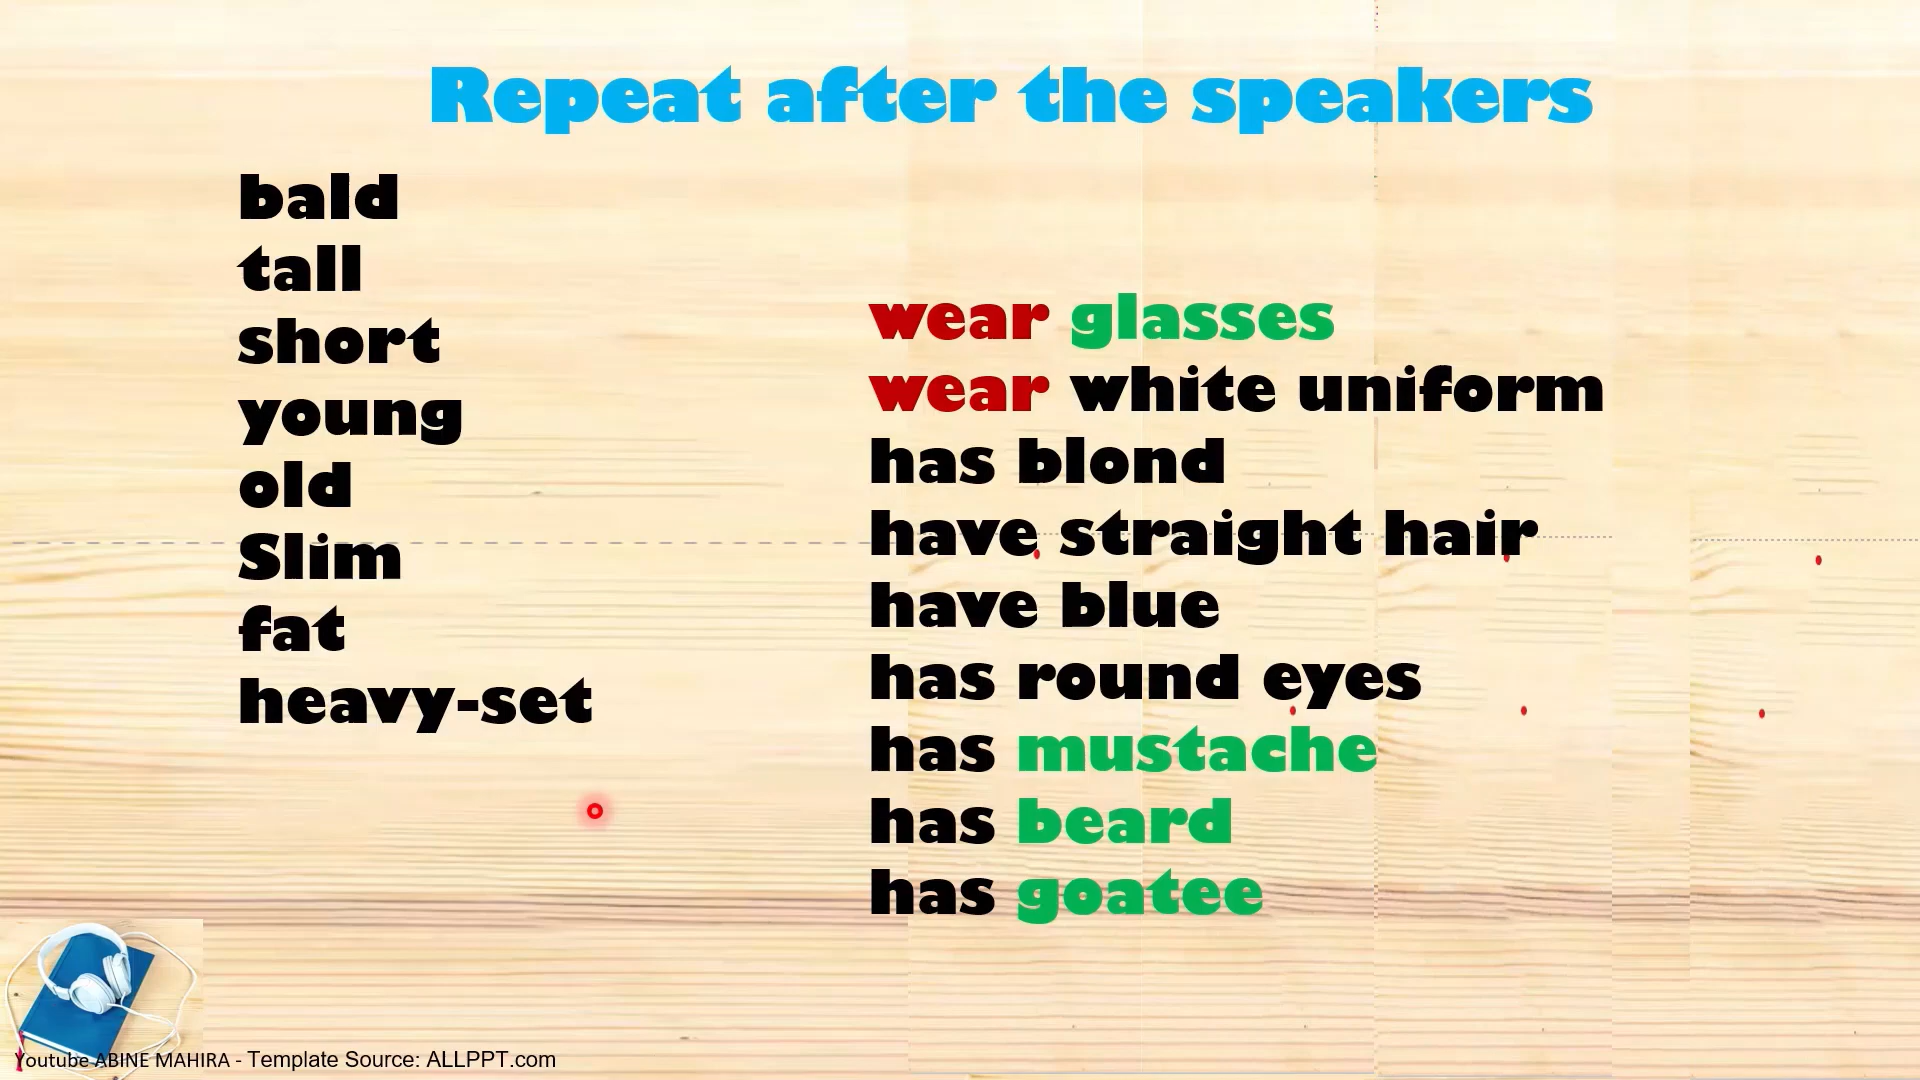 Repeat after the speakers
bald
tall
short
young
old
Slim
fat
heavy-set
wear glasses
wear white uniform
has blond
have straight hair
have blue
has round eyes
has mustache
has beard
has goatee
Youtube ABINE MAHIRA - Template Source: ALLPPT.com